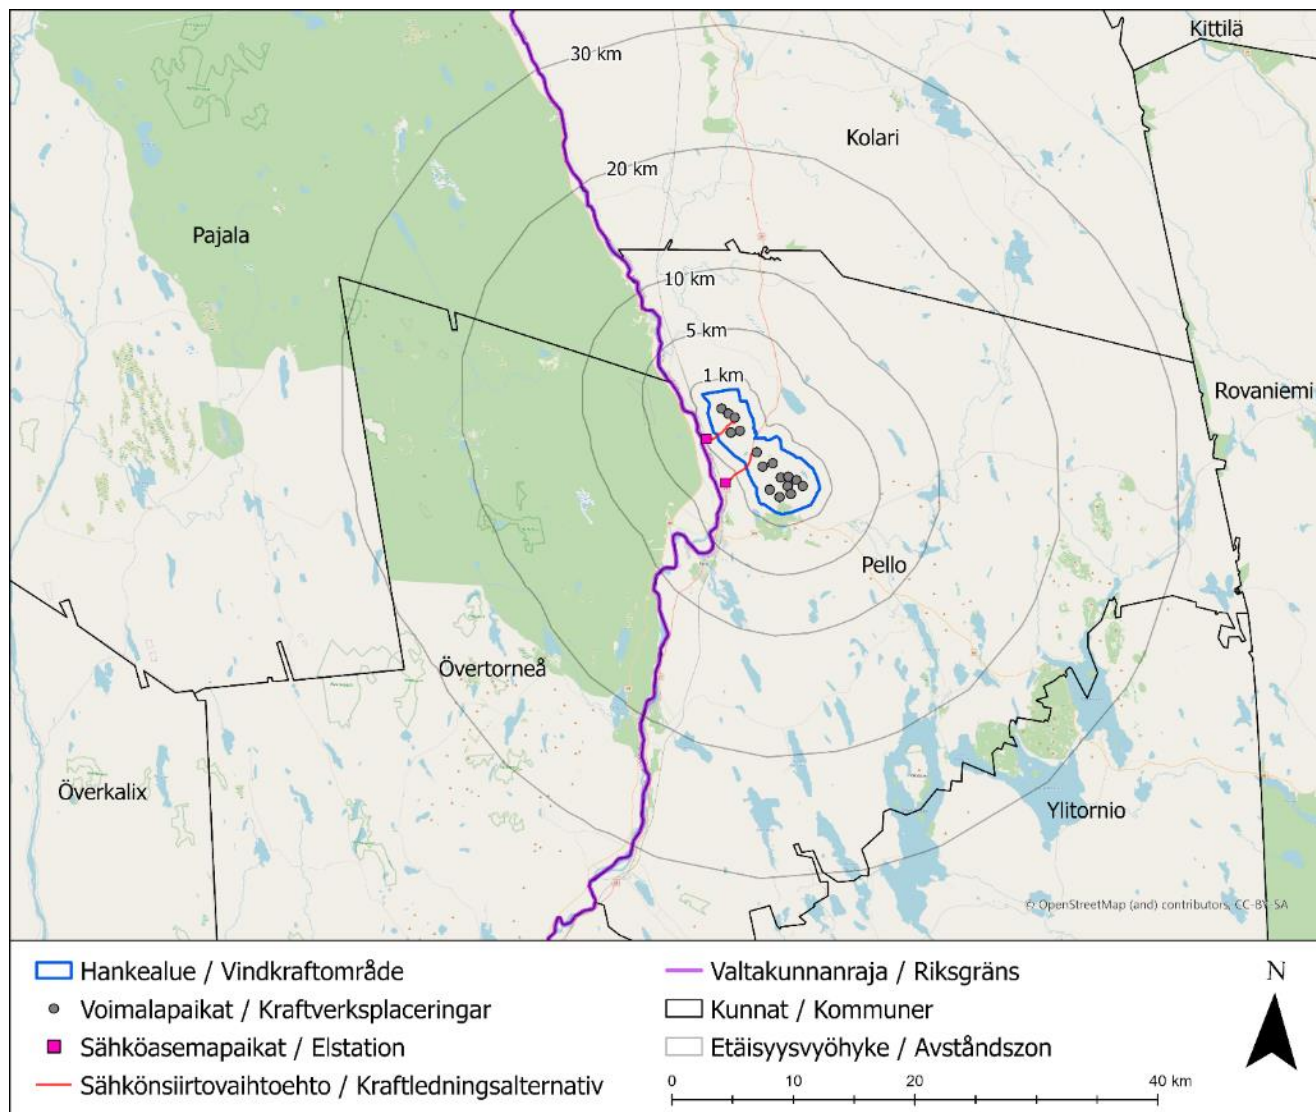 Kittilä
30 km
Kolari
20 km
Pajala
10 km
5 km
1 km
Rovaniemi
Pello
Övertorneå
Överkalix
Ylitornio
© OpenStreetMap (and) contributors, CC-BY-SA
Hankealue / Vindkraftområde
Voimalapaikat / Kraftverksplaceringar
Sähköasemapaikat / Elstation
Sähkönsiirtovaihtoehto / Kraftledningsalternativ
Valtakunnanraja / Riksgräns
Kunnat / Kommuner
Etäisyysvyöhyke / Avståndszon
0 10 20 40 km
N